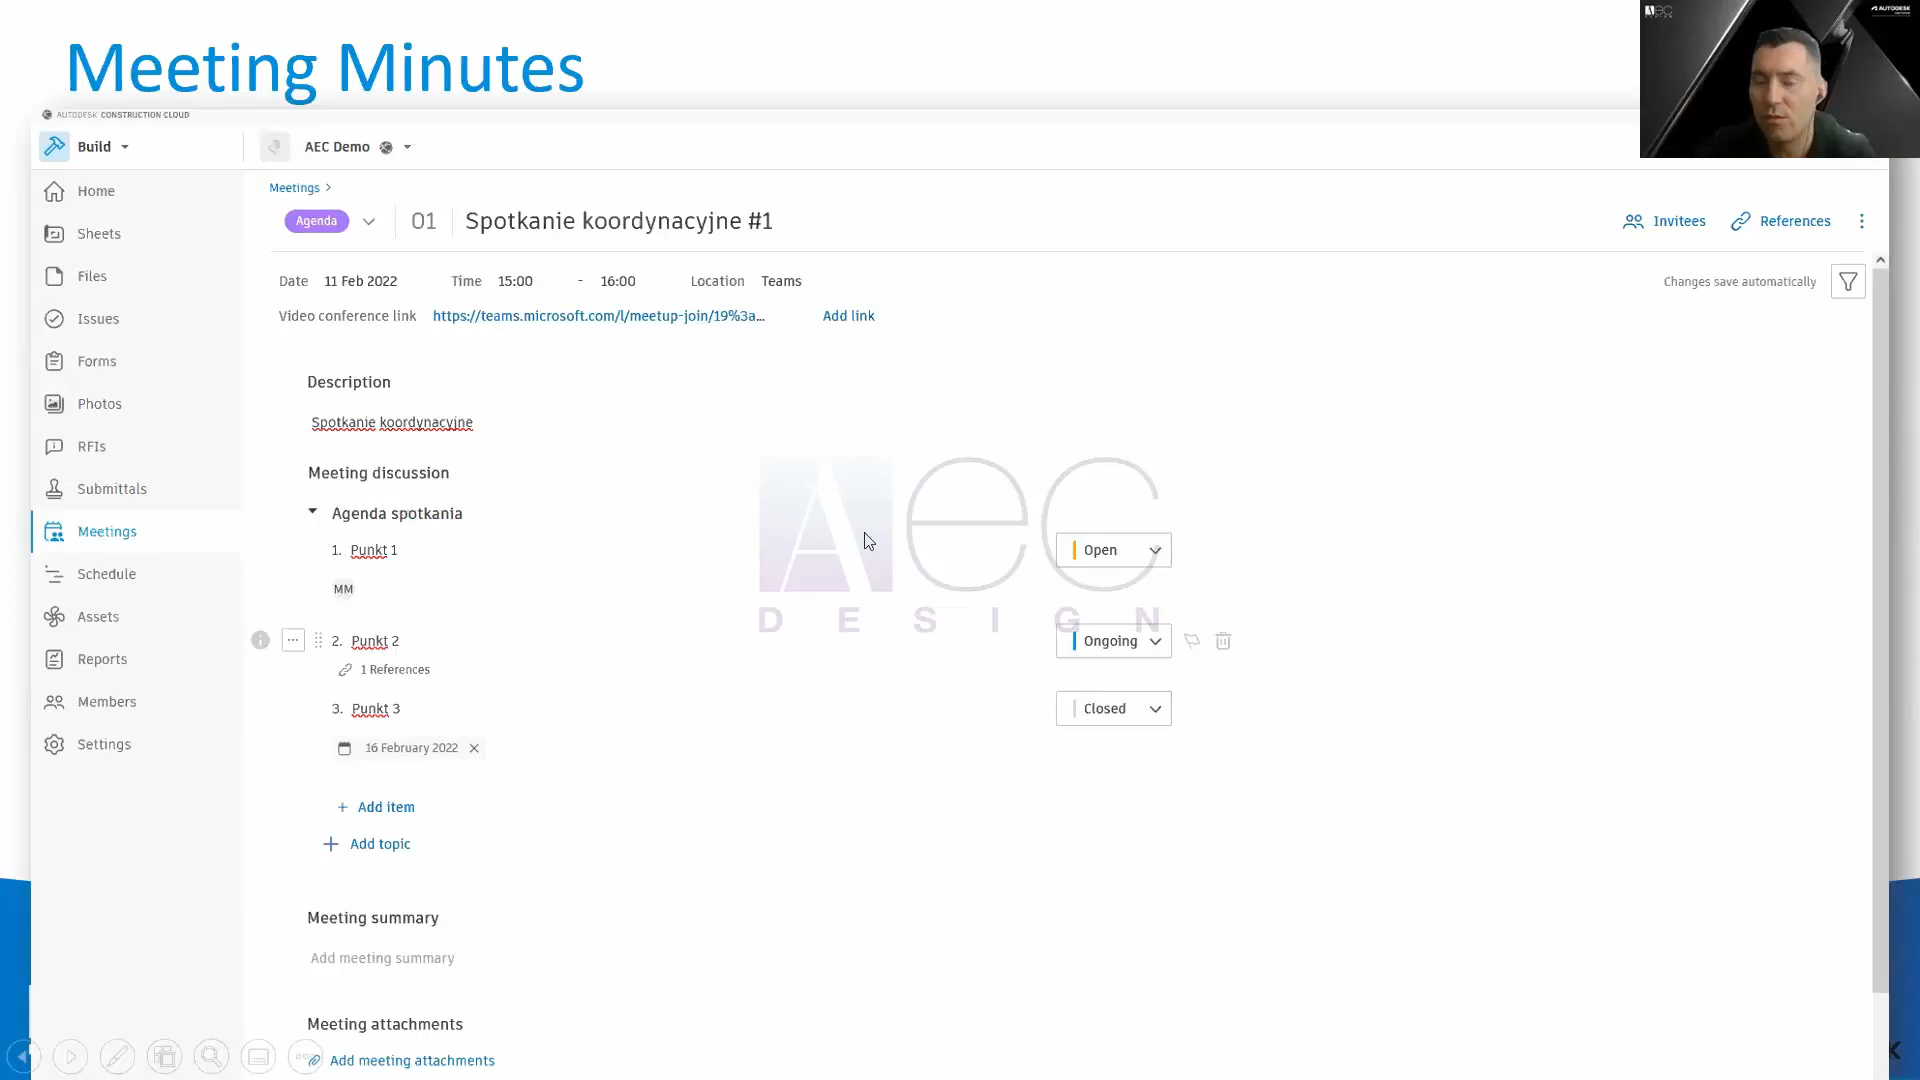 Meeting Minutes
AUTODESK CONSTRUCTION CLOUD
Build
AEC Demo
Home
Sheets
Files
Issues
Forms
Photos
RFIs
Submittals
Meetings
Schedule
Assets
Reports
Members
Settings
Meetings >
Agenda 01 Spotkanie koordynacyjne #1
Invitees References
Date 11 Feb 2022 Time 15:00 - 16:00 Location Teams
Changes save automatically
Video conference link https://teams.microsoft.com/l/meetup-join/19%3a... Add link
Description
Spotkanie koordynacyjne
Meeting discussion
Agenda spotkania
1. Punkt 1 Open
MM
2. Punkt 2 Ongoing
1 References
3. Punkt 3 Closed
16 February 2022
+ Add item
+ Add topic
Meeting summary
Add meeting summary
Meeting attachments
Add meeting attachments
AEC
DESIGN
AUTODESK